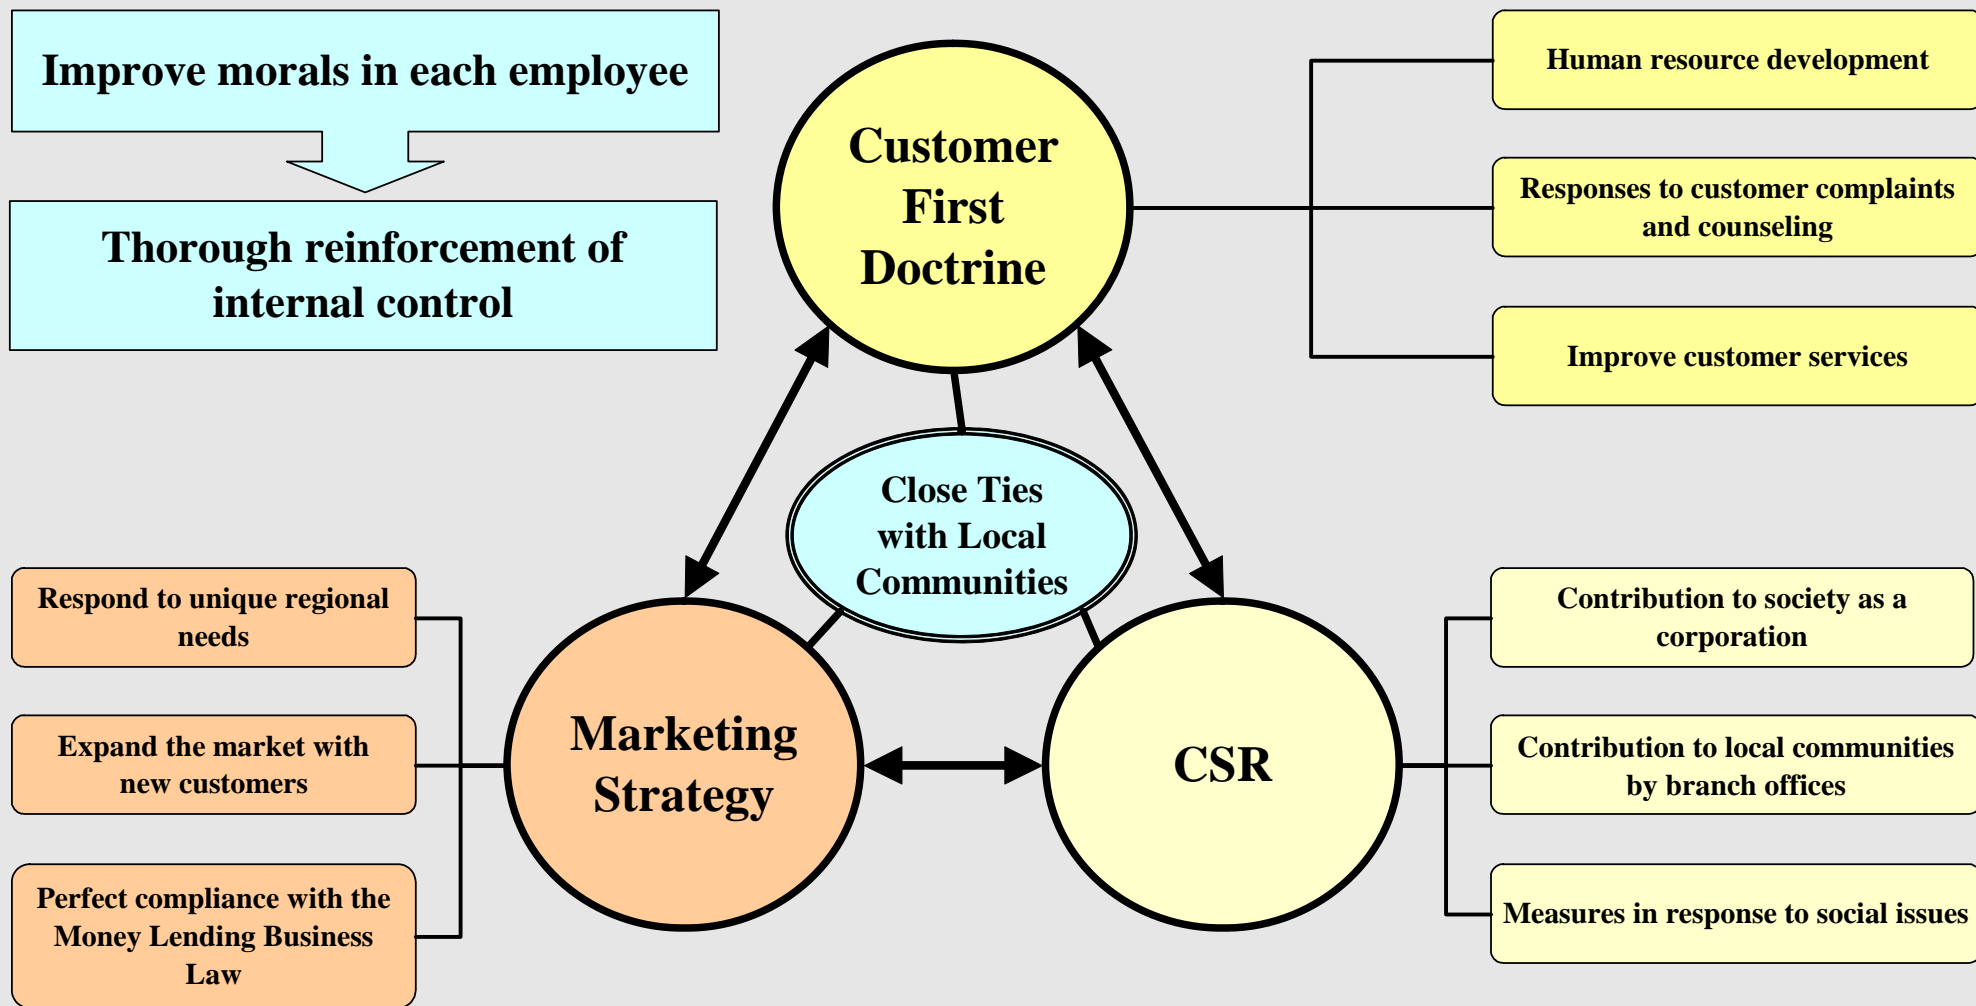 Improve morals in each employee
Thorough reinforcement of
internal control
Customer
First
Doctrine
Human resource development
Responses to customer complaints
and counseling
Improve customer services
Close Ties
with Local
Communities
Respond to unique regional
needs
Expand the market with
new customers
Perfect compliance with the
Money Lending Business
Law
Marketing
Strategy
CSR
Contribution to society as a
corporation
Contribution to local communities
by branch offices
Measures in response to social issues